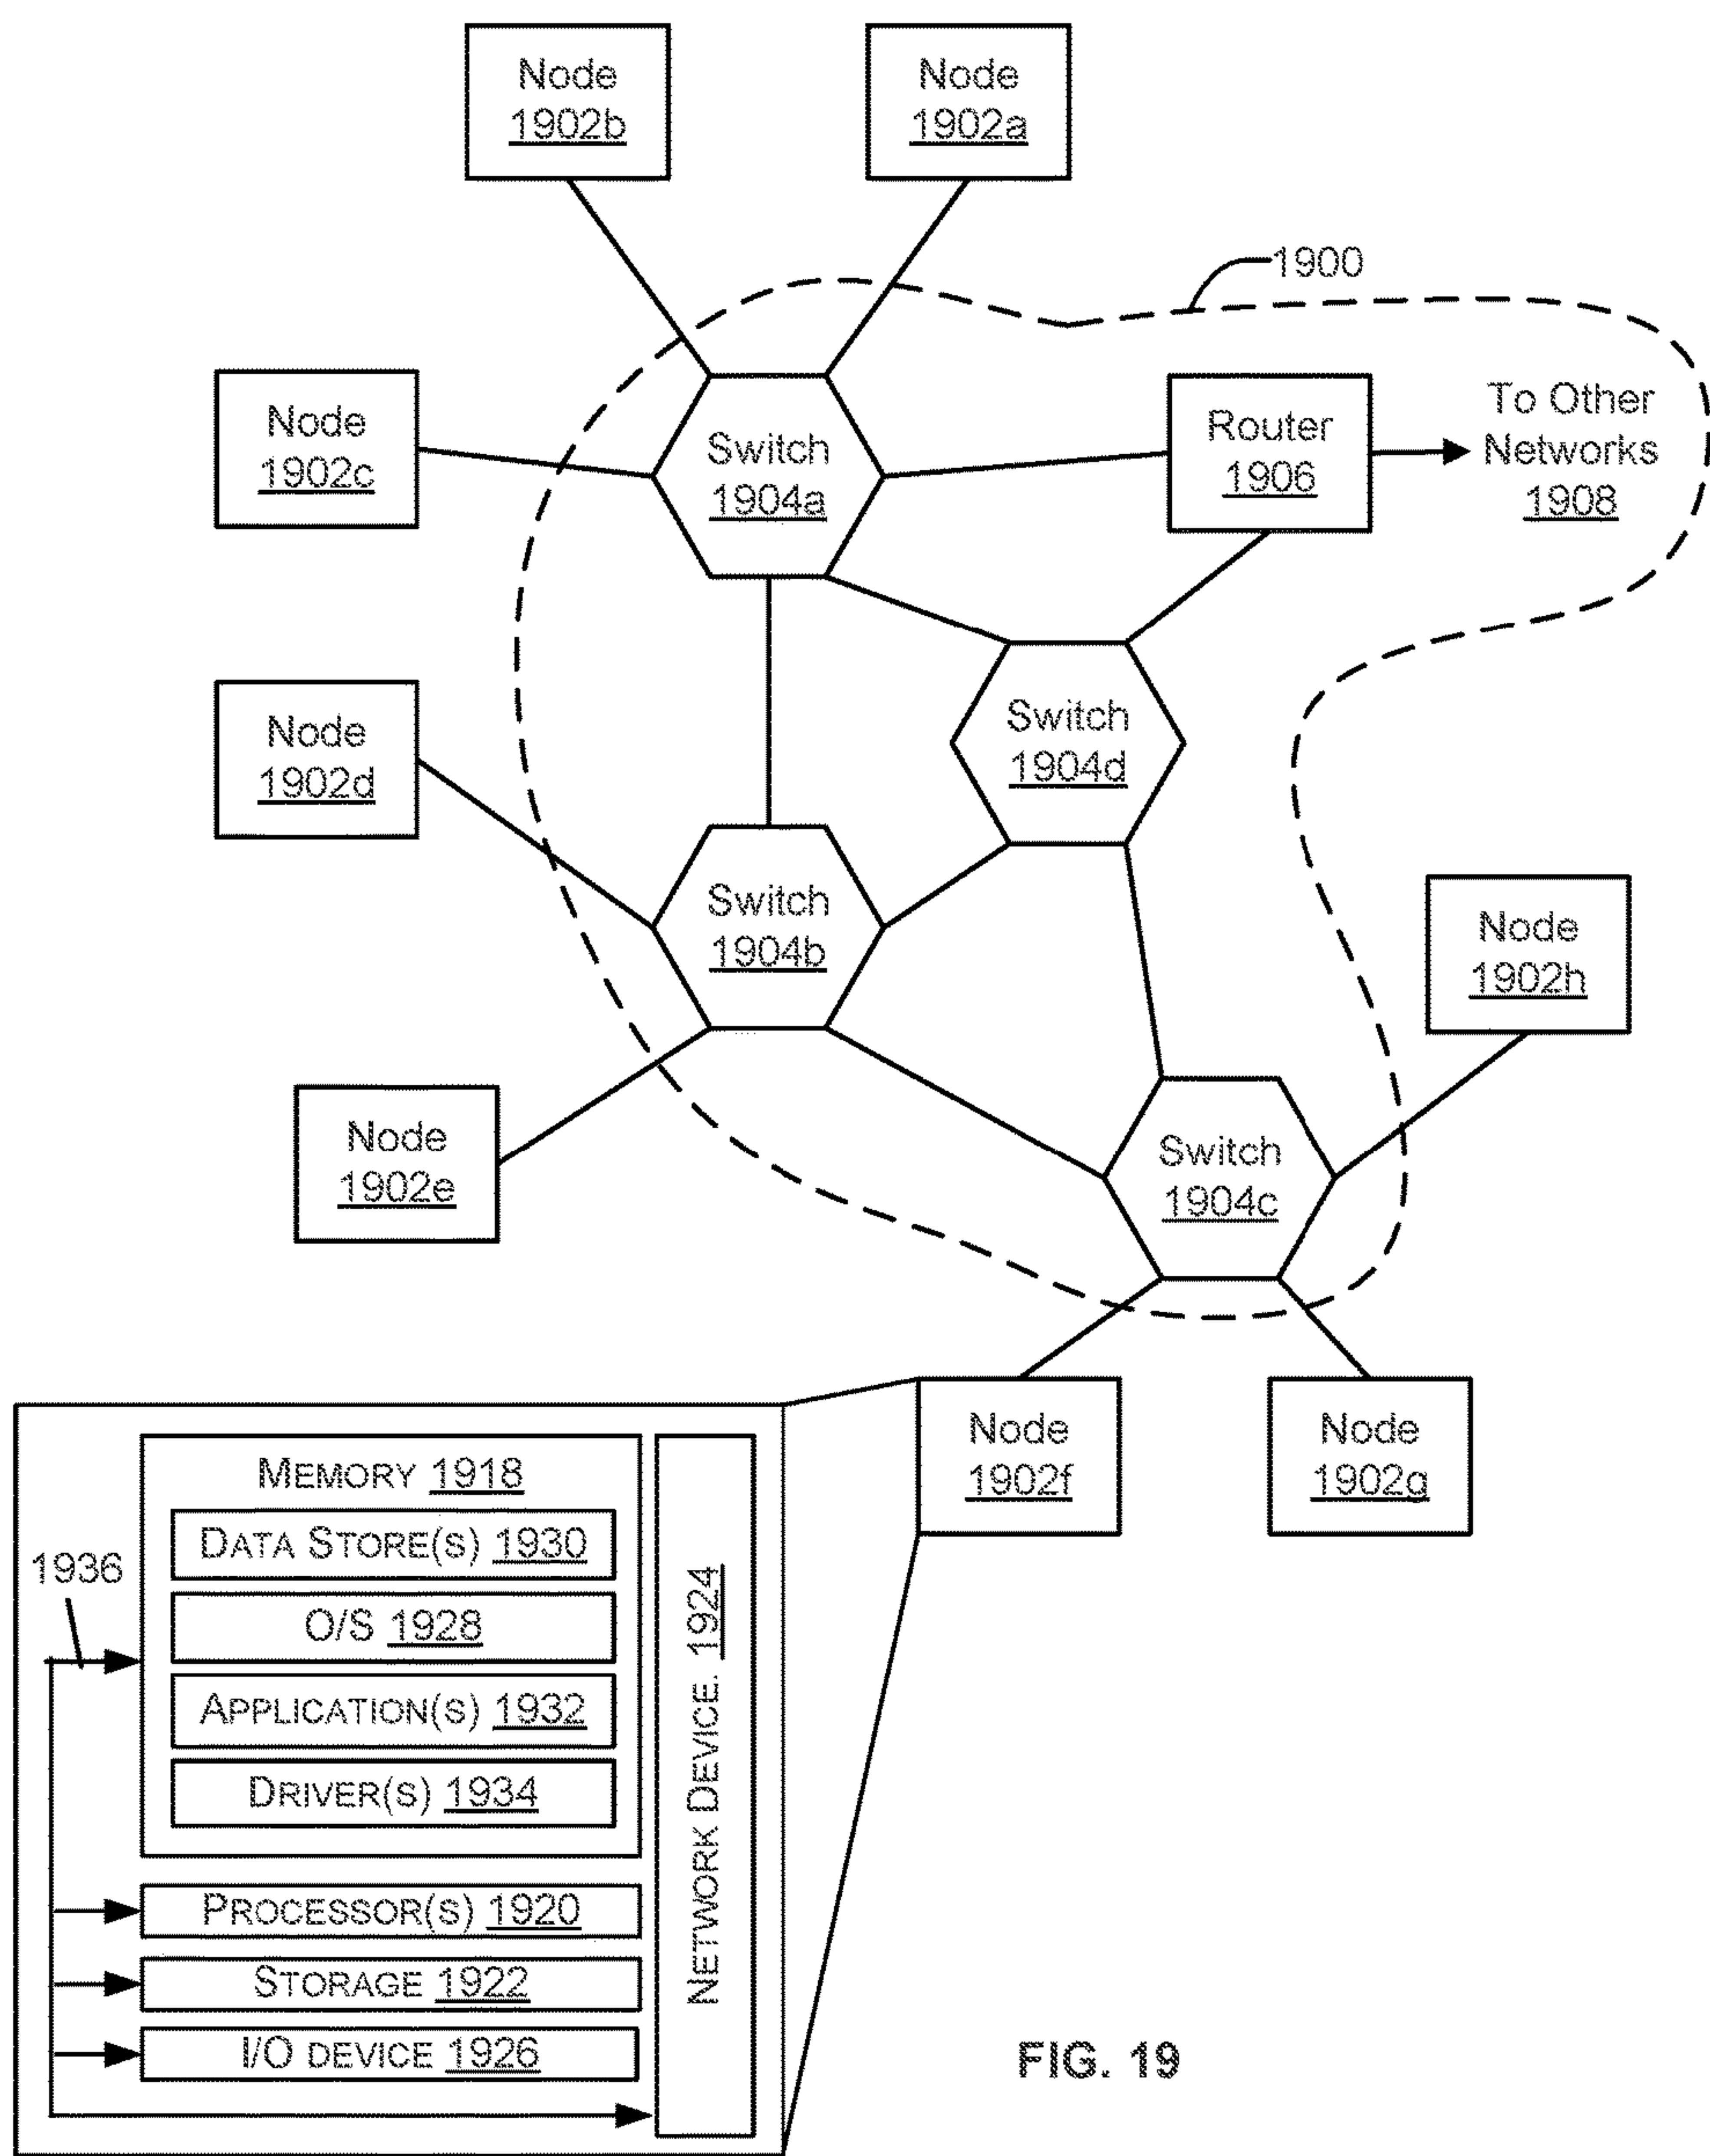 Node
1902b
Node
1902a
1900
Node
1902c
Switch
1904a
Router
1906
To Other
Networks
1908
Node
1902d
Switch
1904d
Switch
1904b
Node
1902h
Node
1902e
Switch
1904c
Node
1902f
Node
1902g
MEMORY 1918
DATA STORE(S) 1930
1936
O/S 1928
APPLICATION(S) 1932
DRIVER(S) 1934
NETWORK DEVICE. 1924
PROCESSOR(S) 1920
STORAGE 1922
I/O DEVICE 1926
FIG. 19